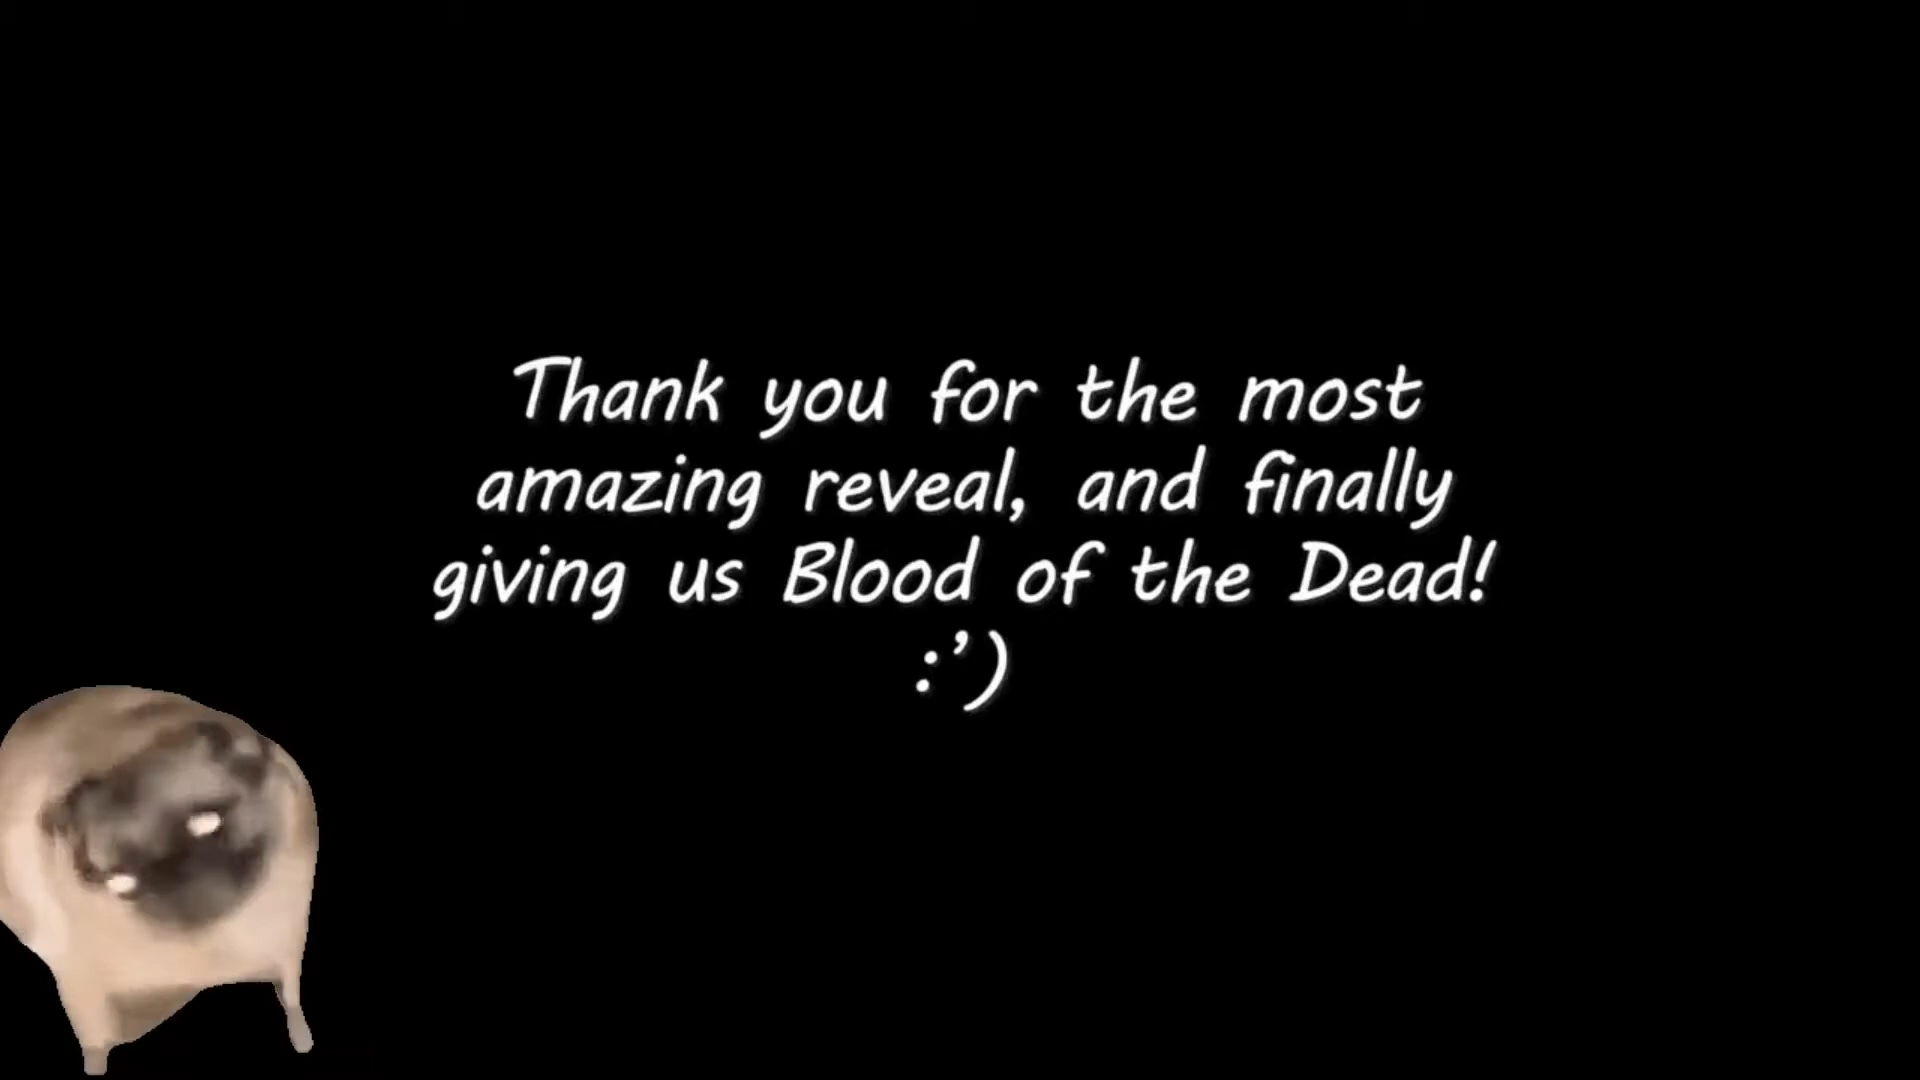 Thank you for the most
amazing reveal, and finally
giving us Blood of the Dead!
:’)